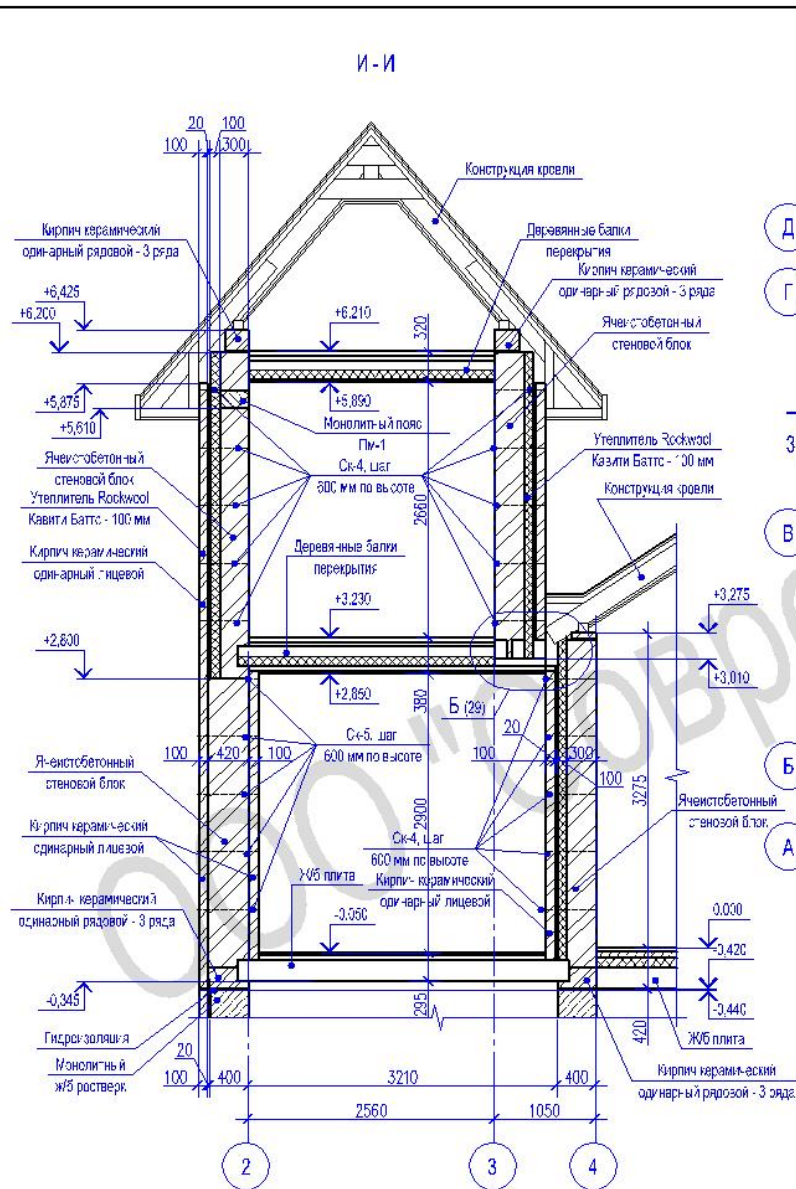 И - И
20 100
100 300
Конструкция кровли
Кирпич керамический
одинарный рядовой - 3 ряда
Деревянные балки
перекрытия
Кирпич керамический
одинарный рядовой - 3 ряда
Д
Г
+6,425
+6,200
+6.210
320
Ячеистобетонный
стеновой блок
+5,875
+5,610
+5,890
Монолитный пояс
Пм-1
Ск-4, шаг
600 мм по высоте
2660
Утеплитель Rockwool
Кавити Баттс - 100 мм
Конструкция кровли
Ячеистобетонный
стеновой блок
Утеплитель Rockwool
Кавити Баттс - 100 мм
Кирпич керамический
одинарный лицевой
Деревянные балки
перекрытия
В
+3.230
+3,275
+2,800
+2,850
380
Б (29)
+3,010
Ск-5, шаг
600 мм по высоте
20
100 420 100
100 300
100
3275
Ячеистобетонный
стеновой блок
Б
Ячеистобетонный
стеновой блок
Кирпич керамический
одинарный лицевой
2900
Ск-4, шаг
600 мм по высоте
А
Ж/б плита
Кирпич керамический
одинарный лицевой
Кирпич керамический
одинарный рядовой - 3 ряда
-0.050
0.000
-0,420
-0,345
295
-0,440
420
Гидроизоляция
Монолитный
ж/б ростверк
Ж/б плита
20
100 400 3210 400
Кирпич керамический
одинарный рядовой - 3 ряда
2560 1050
2 3 4
ООО "Совре